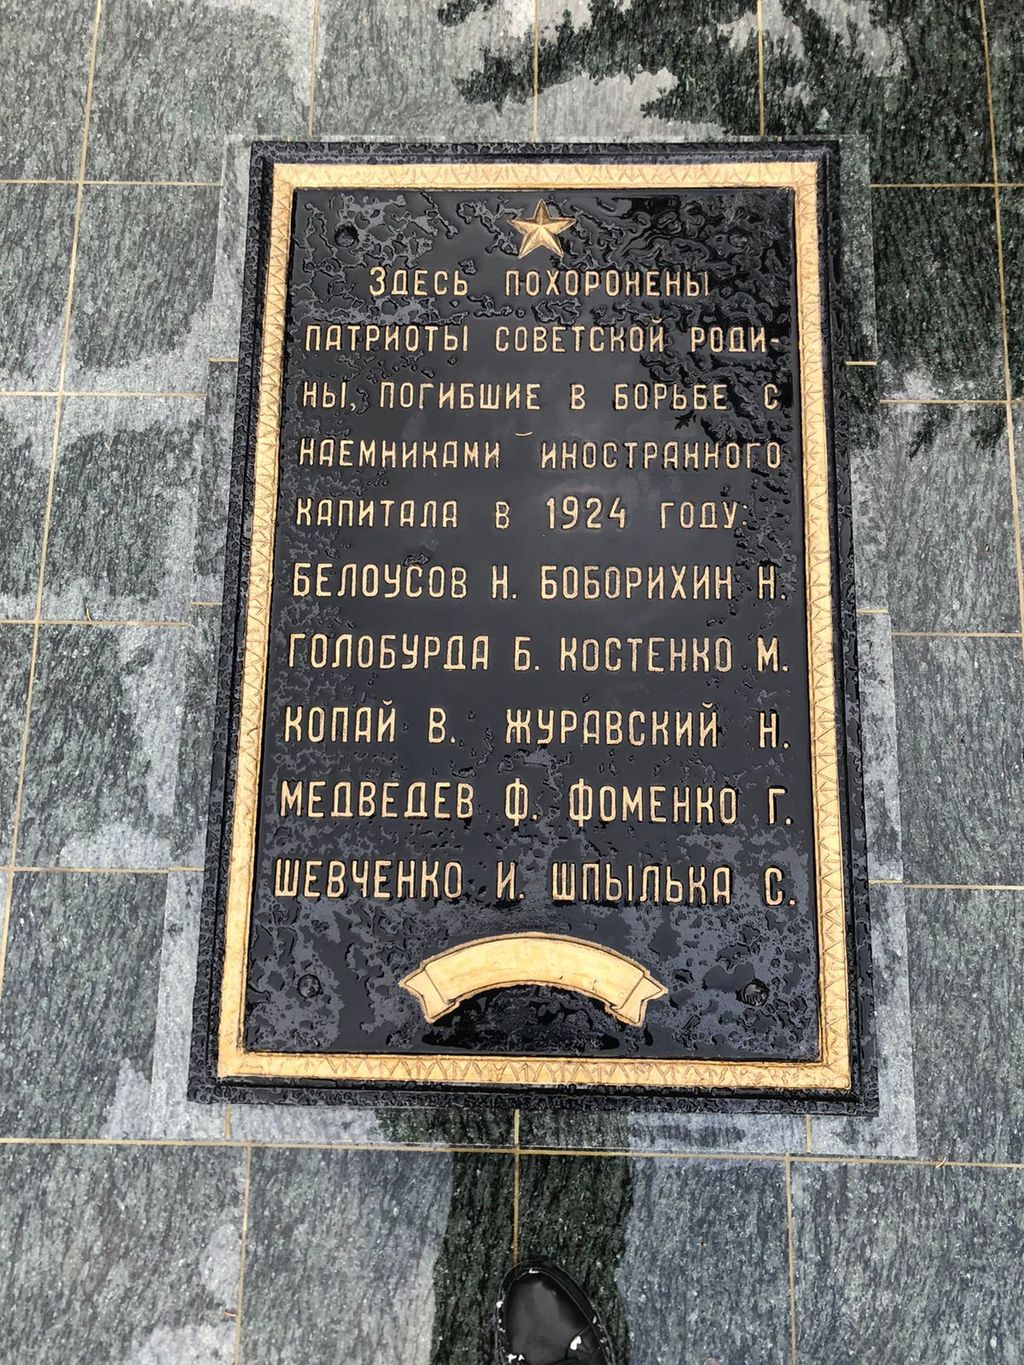 ЗДЕСЬ ПОХОРОНЕНЫ
ПАТРИОТЫ СОВЕТСКОЙ РОДИ-
НЫ, ПОГИБШИЕ В БОРЬБЕ С
НАЕМНИКАМИ ИНОСТРАННОГО
КАПИТАЛА В 1924 ГОДУ:
БЕЛОУСОВ Н. БОБОРИХИН Н.
ГОЛОБУРДА Б. КОСТЕНКО М.
КОПАЙ В. ЖУРАВСКИЙ Н.
МЕДВЕДЕВ Ф. ФОМЕНКО Г.
ШЕВЧЕНКО И. ШПЫЛЬКА С.